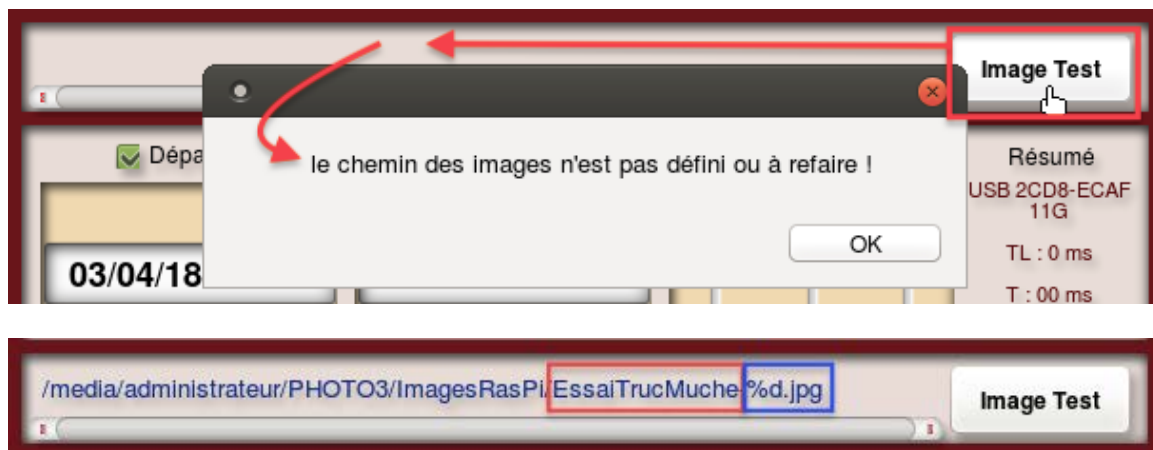 Image Test
Dépa
le chemin des images n'est pas défini ou à refaire !
OK
03/04/18
Résumé
USB 2CD8-ECAF
11G
TL : 0 ms
T : 00 ms
/media/administrateur/PHOTO3/ImagesRasPi/EssaiTrucMuche-%d.jpg
Image Test